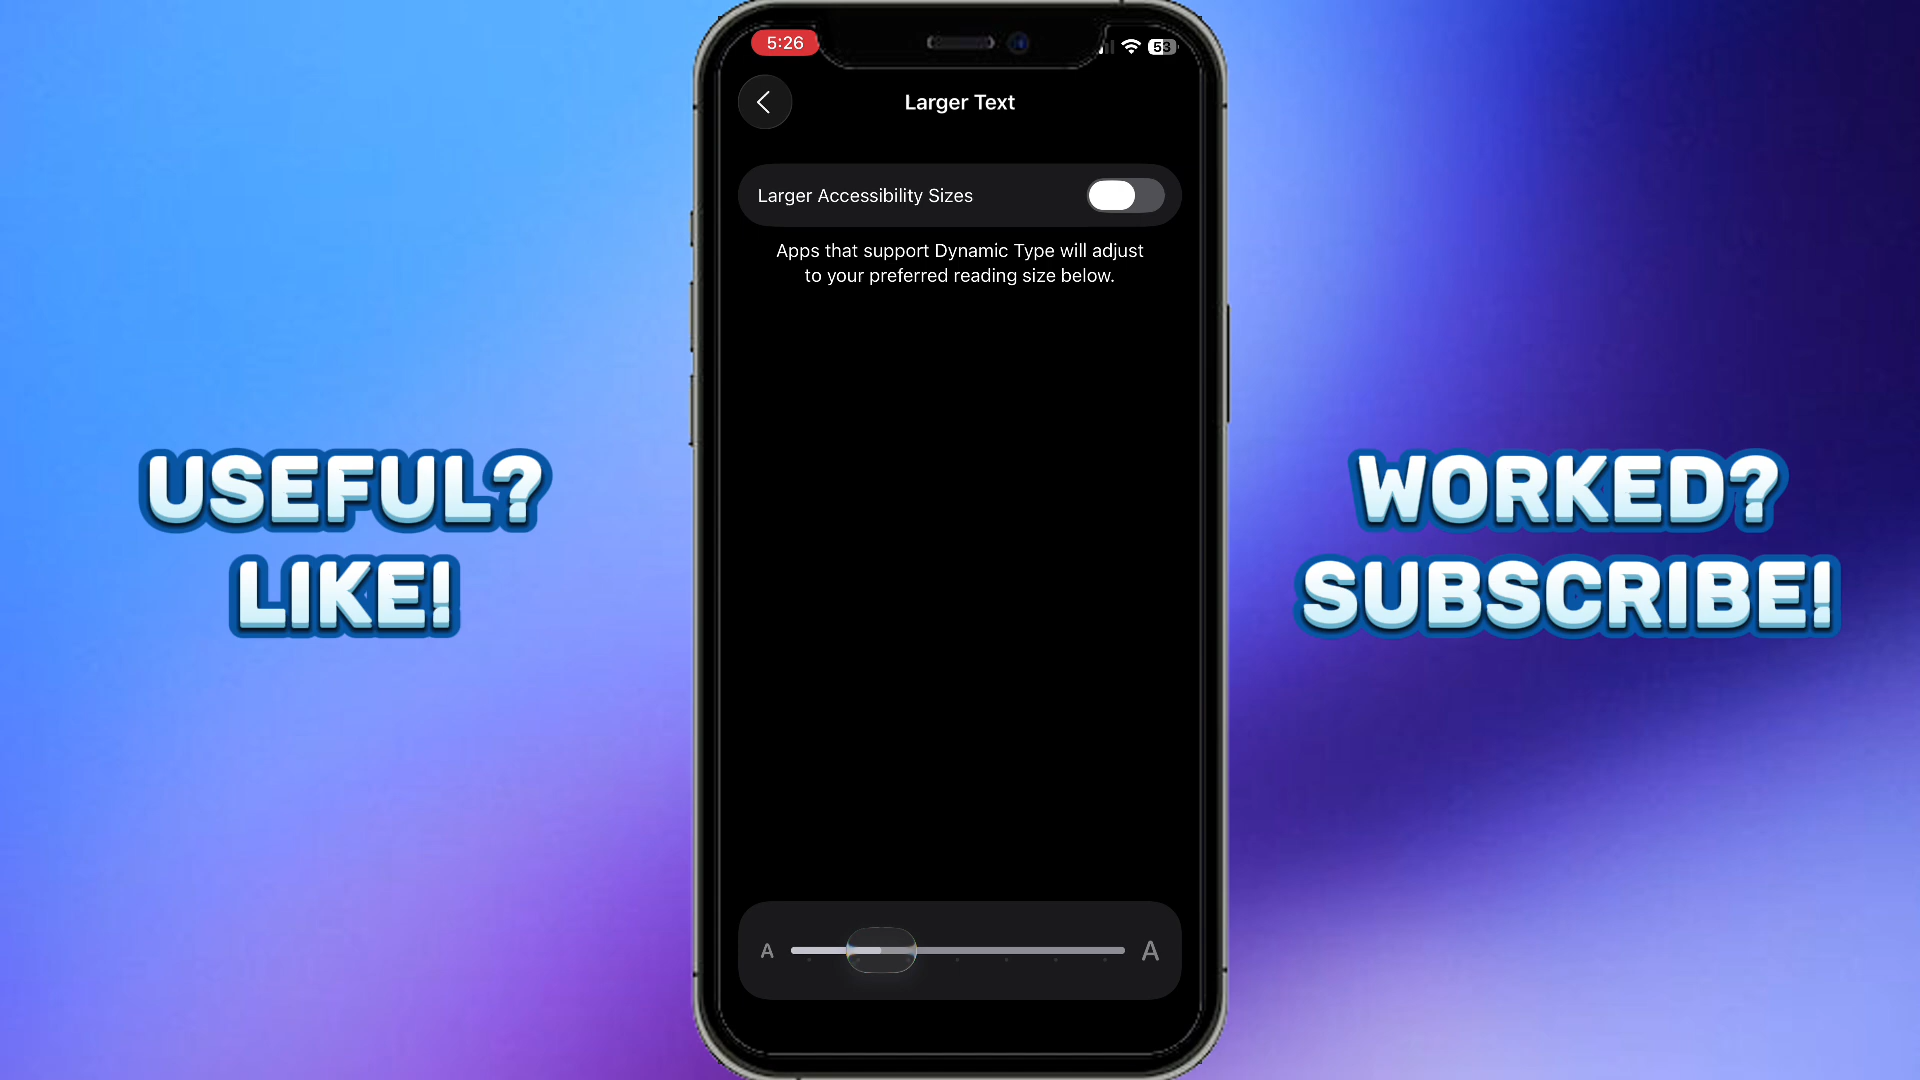 5:26
53
Larger Text
Larger Accessibility Sizes
Apps that support Dynamic Type will adjust
to your preferred reading size below.
USEFUL?
LIKE!
WORKED?
SUBSCRIBE!
A
A